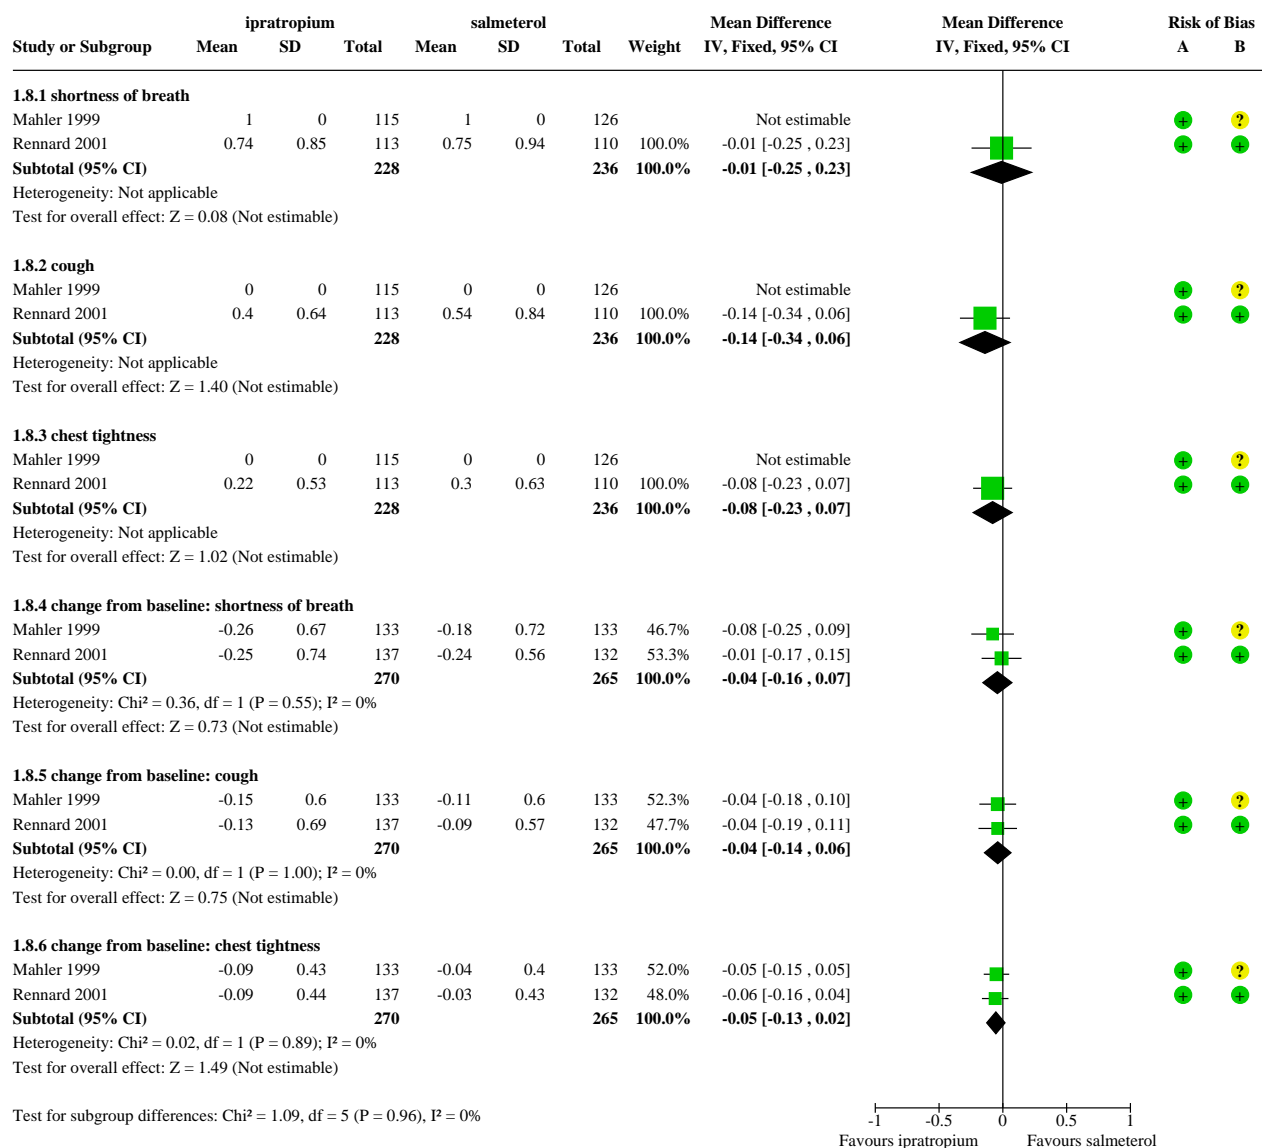 ipratropium salmeterol Mean Difference Mean Difference Risk of Bias
Study or Subgroup Mean SD Total Mean SD Total Weight IV, Fixed, 95% CI IV, Fixed, 95% CI A B
1.8.1 shortness of breath
Mahler 1999 1 0 115 1 0 126 Not estimable + ?
Rennard 2001 0.74 0.85 113 0.75 0.94 110 100.0% -0.01 [-0.25 , 0.23] + +
Subtotal (95% CI) 228 236 100.0% -0.01 [-0.25 , 0.23]
Heterogeneity: Not applicable
Test for overall effect: Z = 0.08 (Not estimable)
1.8.2 cough
Mahler 1999 0 0 115 0 0 126 Not estimable + ?
Rennard 2001 0.4 0.64 113 0.54 0.84 110 100.0% -0.14 [-0.34 , 0.06] + +
Subtotal (95% CI) 228 236 100.0% -0.14 [-0.34 , 0.06]
Heterogeneity: Not applicable
Test for overall effect: Z = 1.40 (Not estimable)
1.8.3 chest tightness
Mahler 1999 0 0 115 0 0 126 Not estimable + ?
Rennard 2001 0.22 0.53 113 0.3 0.63 110 100.0% -0.08 [-0.23 , 0.07] + +
Subtotal (95% CI) 228 236 100.0% -0.08 [-0.23 , 0.07]
Heterogeneity: Not applicable
Test for overall effect: Z = 1.02 (Not estimable)
1.8.4 change from baseline: shortness of breath
Mahler 1999 -0.26 0.67 133 -0.18 0.72 133 46.7% -0.08 [-0.25 , 0.09] + ?
Rennard 2001 -0.25 0.74 137 -0.24 0.56 132 53.3% -0.01 [-0.17 , 0.15] + +
Subtotal (95% CI) 270 265 100.0% -0.04 [-0.16 , 0.07]
Heterogeneity: Chi² = 0.36, df = 1 (P = 0.55); I² = 0%
Test for overall effect: Z = 0.73 (Not estimable)
1.8.5 change from baseline: cough
Mahler 1999 -0.15 0.6 133 -0.11 0.6 133 52.3% -0.04 [-0.18 , 0.10] + ?
Rennard 2001 -0.13 0.69 137 -0.09 0.57 132 47.7% -0.04 [-0.19 , 0.11] + +
Subtotal (95% CI) 270 265 100.0% -0.04 [-0.14 , 0.06]
Heterogeneity: Chi² = 0.00, df = 1 (P = 1.00); I² = 0%
Test for overall effect: Z = 0.75 (Not estimable)
1.8.6 change from baseline: chest tightness
Mahler 1999 -0.09 0.43 133 -0.04 0.4 133 52.0% -0.05 [-0.15 , 0.05] + ?
Rennard 2001 -0.09 0.44 137 -0.03 0.43 132 48.0% -0.06 [-0.16 , 0.04] + +
Subtotal (95% CI) 270 265 100.0% -0.05 [-0.13 , 0.02]
Heterogeneity: Chi² = 0.02, df = 1 (P = 0.89); I² = 0%
Test for overall effect: Z = 1.49 (Not estimable)
Test for subgroup differences: Chi² = 1.09, df = 5 (P = 0.96), I² = 0%
-1 -0.5 0 0.5 1
Favours ipratropium Favours salmeterol